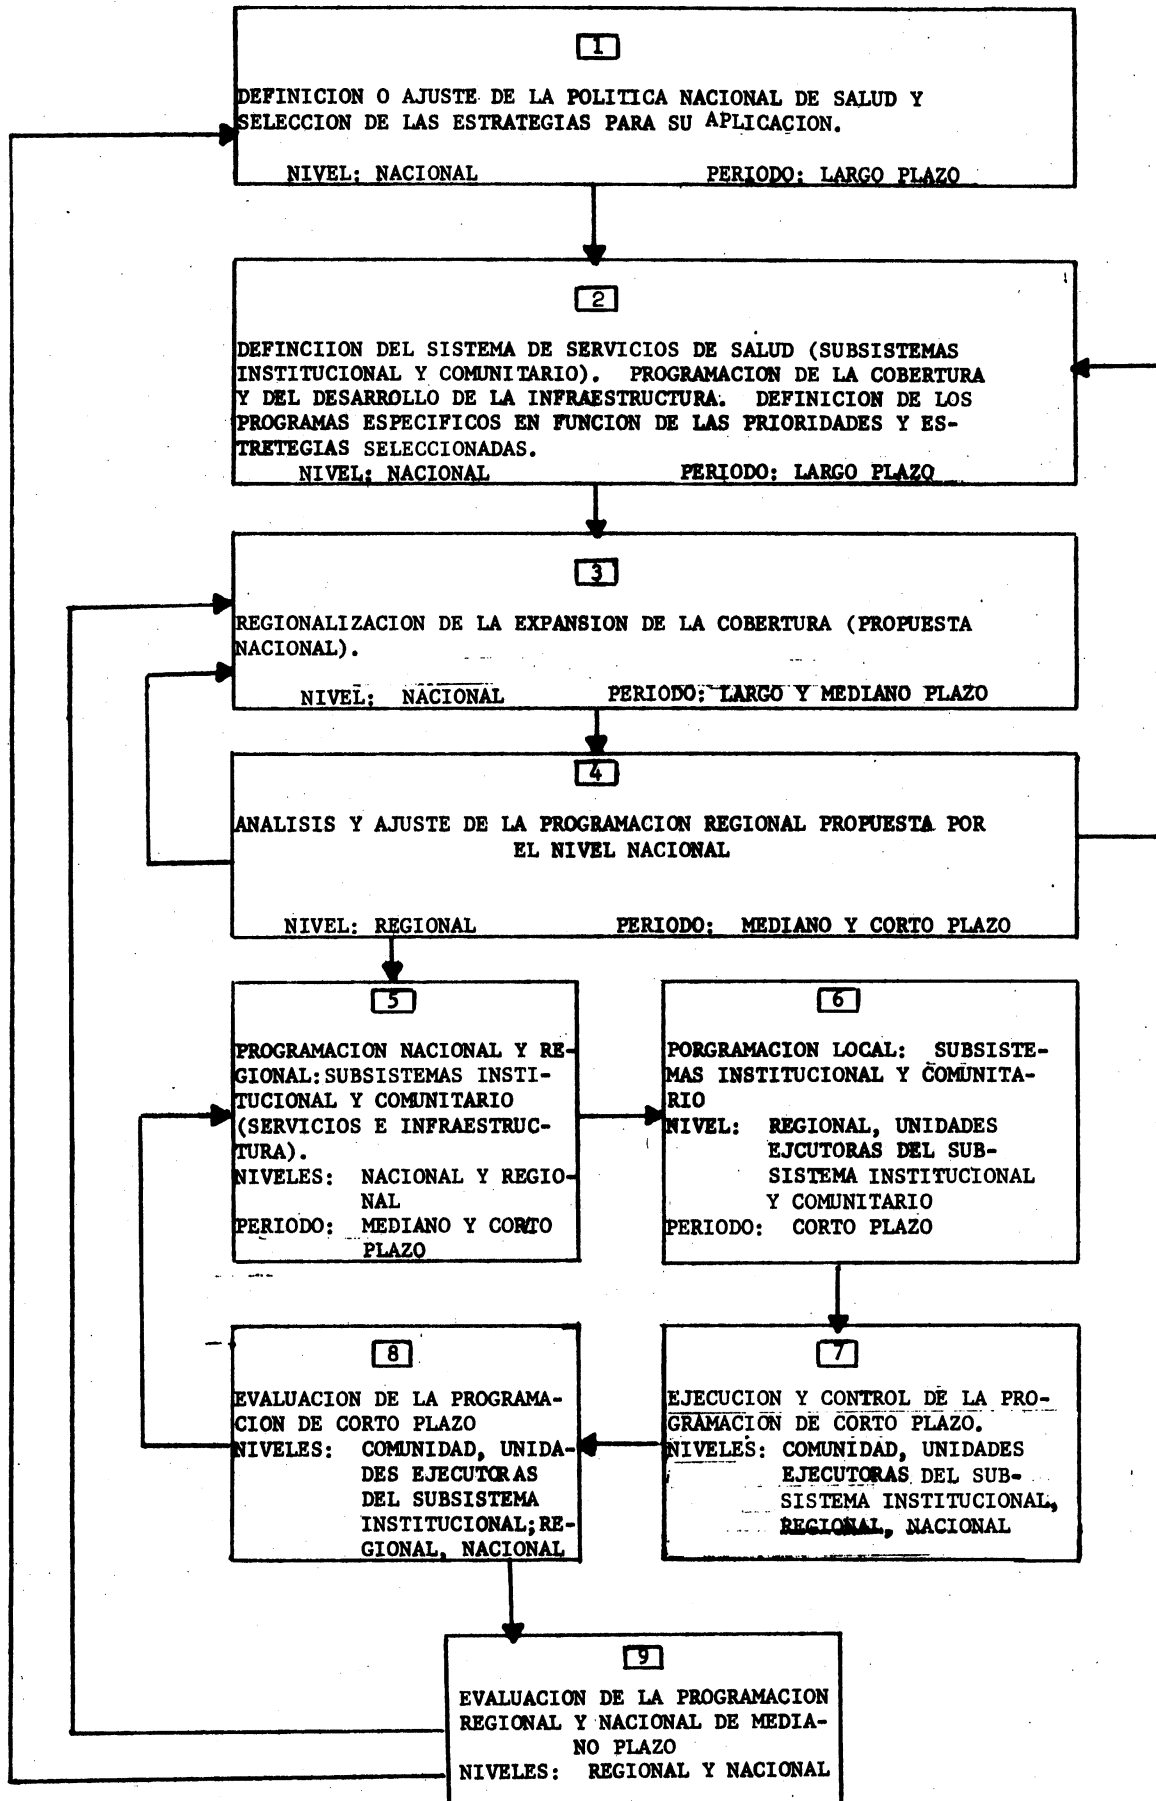 1
DEFINICION O AJUSTE DE LA POLITICA NACIONAL DE SALUD Y
SELECCION DE LAS ESTRATEGIAS PARA SU APLICACION.
NIVEL: NACIONAL PERIODO: LARGO PLAZO
2
DEFINCIION DEL SISTEMA DE SERVICIOS DE SALUD (SUBSISTEMAS
INSTITUCIONAL Y COMUNITARIO). PROGRAMACION DE LA COBERTURA
Y DEL DESARROLLO DE LA INFRAESTRUCTURA. DEFINICION DE LOS
PROGRAMAS ESPECIFICOS EN FUNCION DE LAS PRIORIDADES Y ES-
TRETEGIAS SELECCIONADAS.
NIVEL: NACIONAL PERIODO: LARGO PLAZO
3
REGIONALIZACION DE LA EXPANSION DE LA COBERTURA (PROPUESTA
NACIONAL).
NIVEL: NACIONAL PERIODO: LARGO Y MEDIANO PLAZO
4
ANALISIS Y AJUSTE DE LA PROGRAMACION REGIONAL PROPUESTA POR
EL NIVEL NACIONAL
NIVEL: REGIONAL PERIODO: MEDIANO Y CORTO PLAZO
5
PROGRAMACION NACIONAL Y RE-
GIONAL: SUBSISTEMAS INSTI-
TUCIONAL Y COMUNITARIO
(SERVICIOS E INFRAESTRUC-
TURA).
NIVELES: NACIONAL Y REGIO-
NAL
PERIODO: MEDIANO Y CORTO
PLAZO
6
PORGRAMACION LOCAL: SUBSISTE-
MAS INSTITUCIONAL Y COMUNITA-
RIO
NIVEL: REGIONAL, UNIDADES
EJCUTORAS DEL SUB-
SISTEMA INSTITUCIONAL
Y COMUNITARIO
PERIODO: CORTO PLAZO
8
EVALUACION DE LA PROGRAMA-
CION DE CORTO PLAZO
NIVELES: COMUNIDAD, UNIDA-
DES EJECUTORAS
DEL SUBSISTEMA
INSTITUCIONAL; RE-
GIONAL, NACIONAL
7
EJECUCION Y CONTROL DE LA PRO-
GRAMACION DE CORTO PLAZO.
NIVELES: COMUNIDAD, UNIDADES
EJECUTORAS DEL SUB-
SISTEMA INSTITUCIONAL,
REGIONAL, NACIONAL
9
EVALUACION DE LA PROGRAMACION
REGIONAL Y NACIONAL DE MEDIA-
NO PLAZO
NIVELES: REGIONAL Y NACIONAL